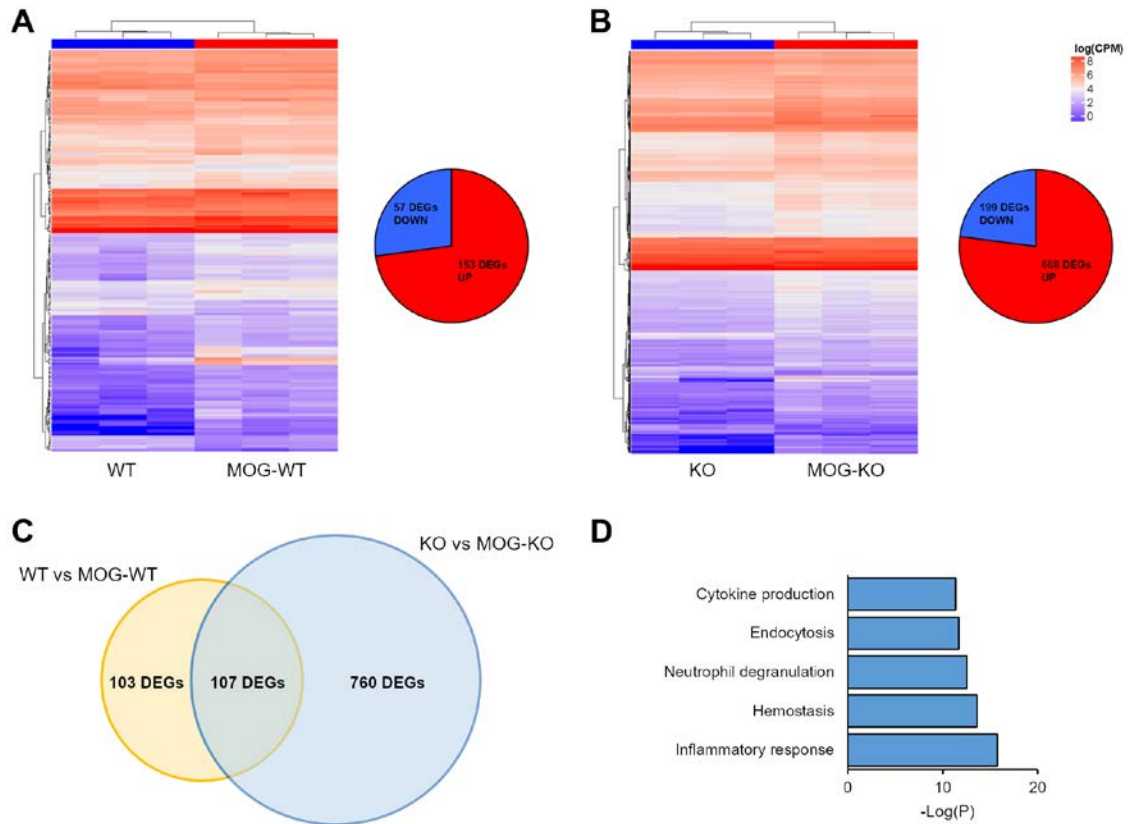 A
B
log(CPM)
8
6
4
2
0
57 DEGs
DOWN
153 DEGs
UP
199 DEGs
DOWN
668 DEGs
UP
WT
MOG-WT
KO
MOG-KO
C
D
KO vs MOG-KO
WT vs MOG-WT
103 DEGs
107 DEGs
760 DEGs
Cytokine production
Endocytosis
Neutrophil degranulation
Hemostasis
Inflammatory response
0
10
20
-Log(P)